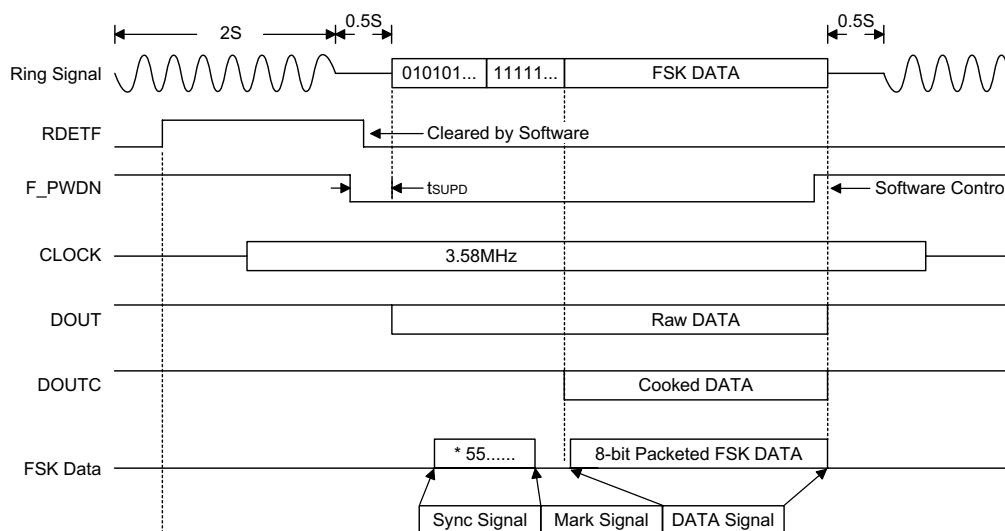 2S
0.5S
0.5S
Ring Signal
010101...
11111...
FSK DATA
RDETF
Cleared by Software
F_PWDN
tSUPD
Software Contro
CLOCK
3.58MHz
DOUT
Raw DATA
DOUTC
Cooked DATA
FSK Data
* 55......
8-bit Packeted FSK DATA
Sync Signal
Mark Signal
DATA Signal